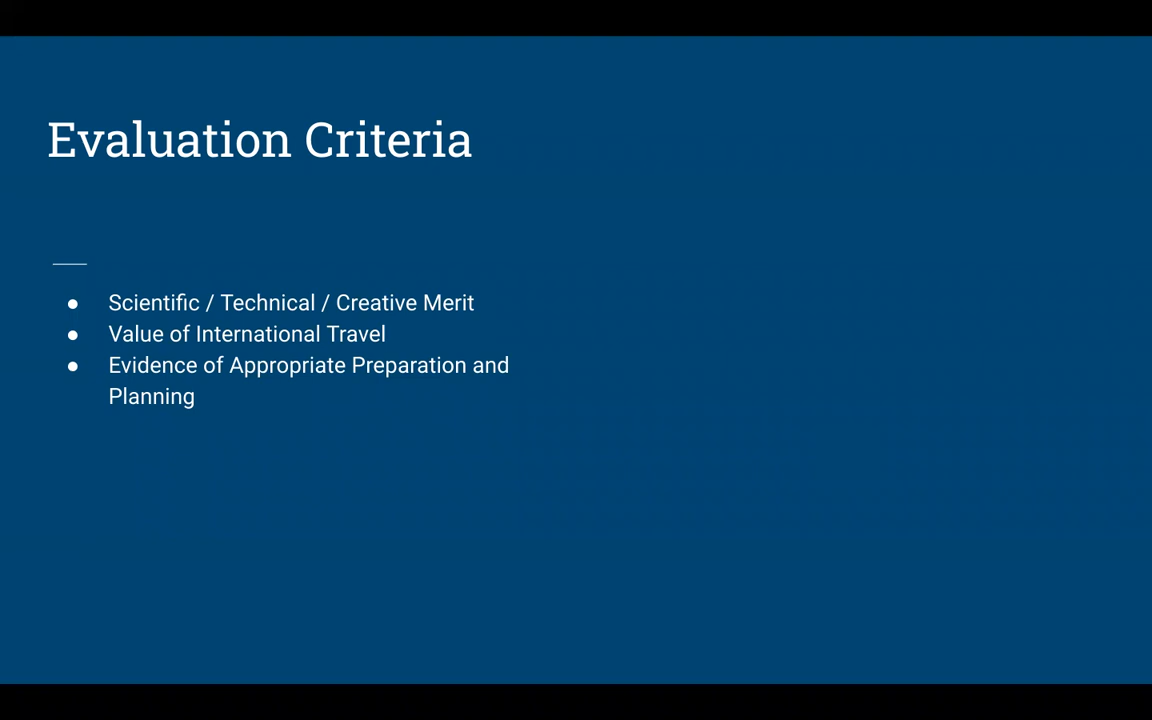 Evaluation Criteria
● Scientific / Technical / Creative Merit
● Value of International Travel
● Evidence of Appropriate Preparation and
Planning